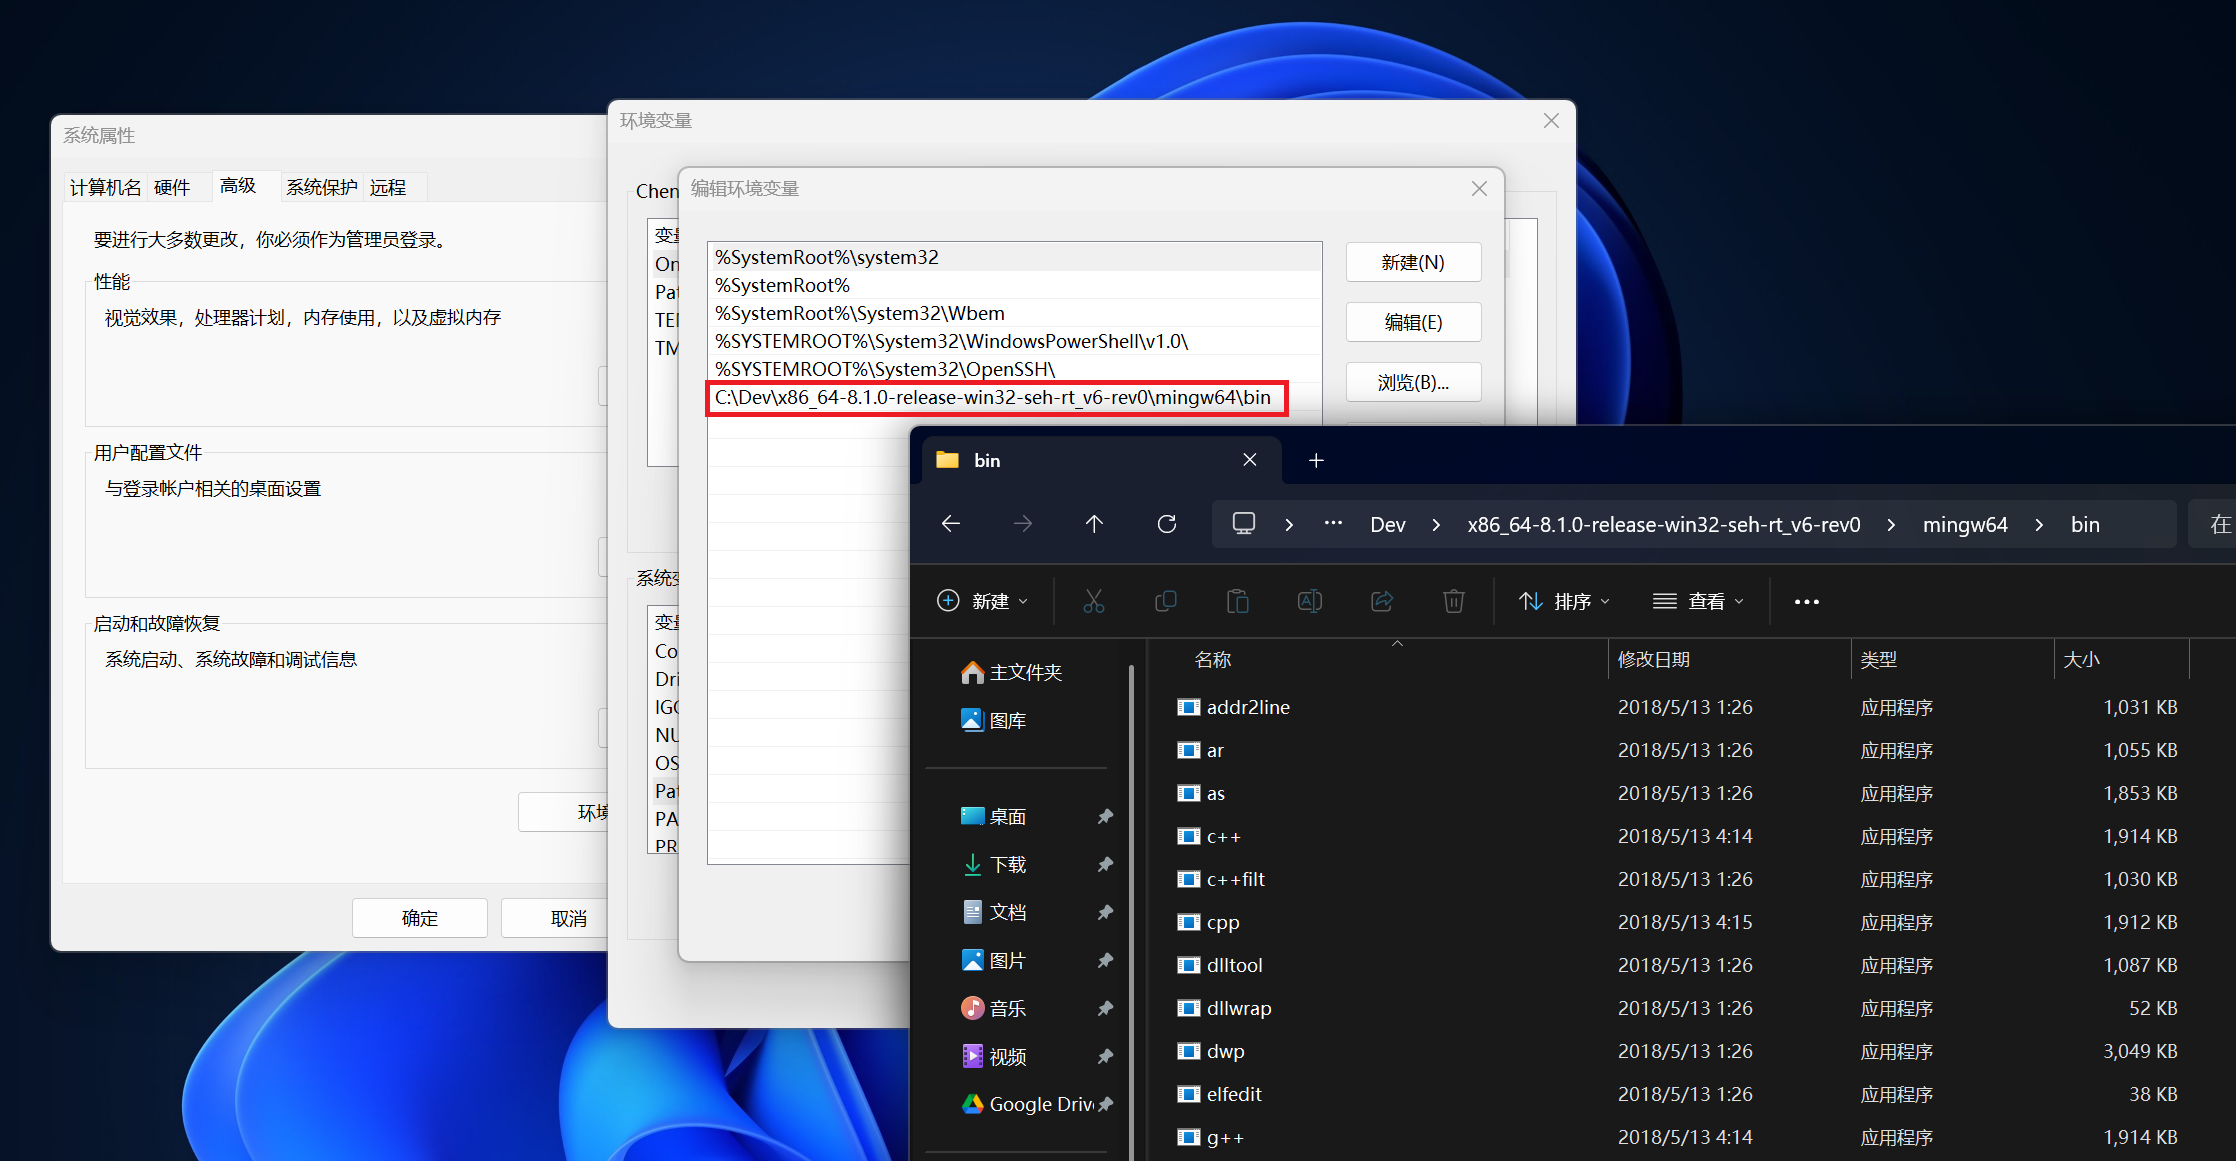 系统属性
计算机名
硬件
高级
系统保护
远程
要进行大多数更改，你必须作为管理员登录。
性能
视觉效果，处理器计划，内存使用，以及虚拟内存
用户配置文件
与登录帐户相关的桌面设置
启动和故障恢复
系统启动、系统故障和调试信息
确定
取消
环境变量
Chen
On
Pat
TM
系统
Co
Dri
OS
Pat
PA
PR
编辑环境变量
%SystemRoot%\system32
%SystemRoot%
%SystemRoot%\System32\Wbem
%SYSTEMROOT%\System32\WindowsPowerShell\v1.0\
%SYSTEMROOT%\System32\OpenSSH\
C:\Dev\x86_64-8.1.0-release-win32-seh-rt_v6-rev0\mingw64\bin
新建(N)
编辑(E)
浏览(B)...
bin
Dev > x86_64-8.1.0-release-win32-seh-rt_v6-rev0 > mingw64 > bin
在
新建
排序
查看
主文件夹
图库
桌面
下载
文档
图片
音乐
视频
Google Driv
名称 修改日期 类型 大小
addr2line 2018/5/13 1:26 应用程序 1,031 KB
ar 2018/5/13 1:26 应用程序 1,055 KB
as 2018/5/13 1:26 应用程序 1,853 KB
c++ 2018/5/13 4:14 应用程序 1,914 KB
c++filt 2018/5/13 1:26 应用程序 1,030 KB
cpp 2018/5/13 4:15 应用程序 1,912 KB
dlltool 2018/5/13 1:26 应用程序 1,087 KB
dllwrap 2018/5/13 1:26 应用程序 52 KB
dwp 2018/5/13 1:26 应用程序 3,049 KB
elfedit 2018/5/13 1:26 应用程序 38 KB
g++ 2018/5/13 4:14 应用程序 1,914 KB